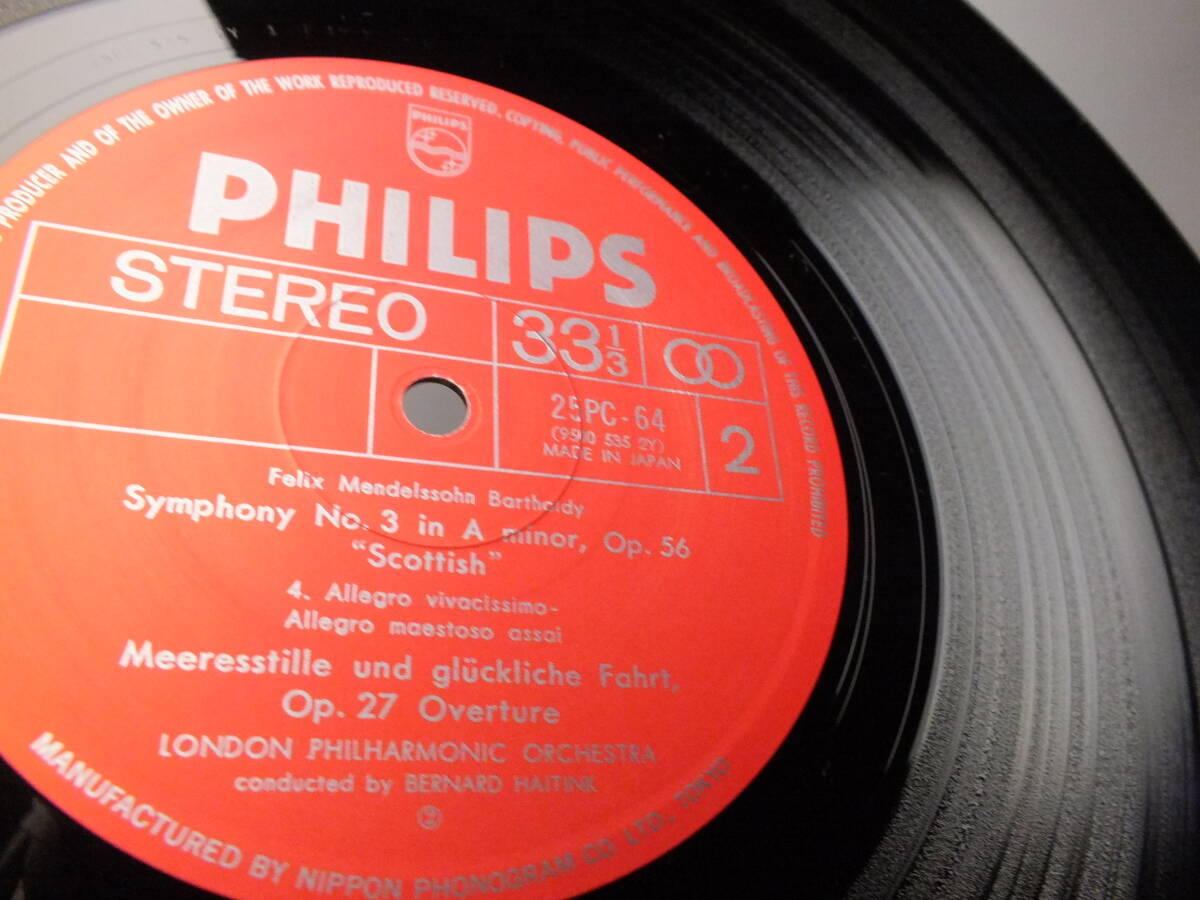 PRODUCER AND OF THE OWNER OF THE WORK REPRODUCED RESERVED. COPYING, PUBLIC PERFORMANCE AND BROADCASTING OF THIS RECORD PROHIBITED
PHILIPS
PHILIPS
STEREO
33 1/3
25PC-64
(9500 535 2Y)
MADE IN JAPAN
2
Felix Mendelssohn Bartholdy
Symphony No. 3 in A minor, Op. 56
"Scottish"
4. Allegro vivacissimo-
Allegro maestoso assai
Meeresstille und glückliche Fahrt,
Op. 27 Overture
LONDON PHILHARMONIC ORCHESTRA
conducted by BERNARD HAITINK
MANUFACTURED BY NIPPON PHONOGRAM CO. LTD., TOKYO